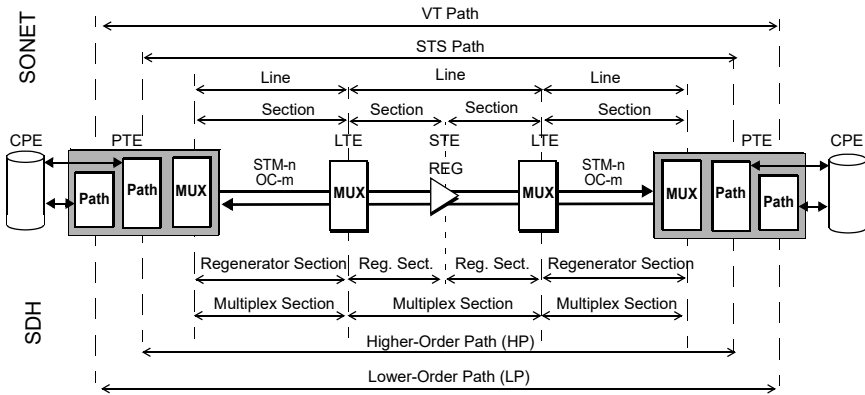 SONET
VT Path
STS Path
Line Line Line
Section Section Section Section
CPE PTE LTE STE LTE PTE CPE
REG
STM-n STM-n
OC-m OC-m
Path Path MUX MUX MUX MUX Path Path
Regenerator Section Reg. Sect. Reg. Sect. Regenerator Section
Multiplex Section Multiplex Section Multiplex Section
SDH
Higher-Order Path (HP)
Lower-Order Path (LP)